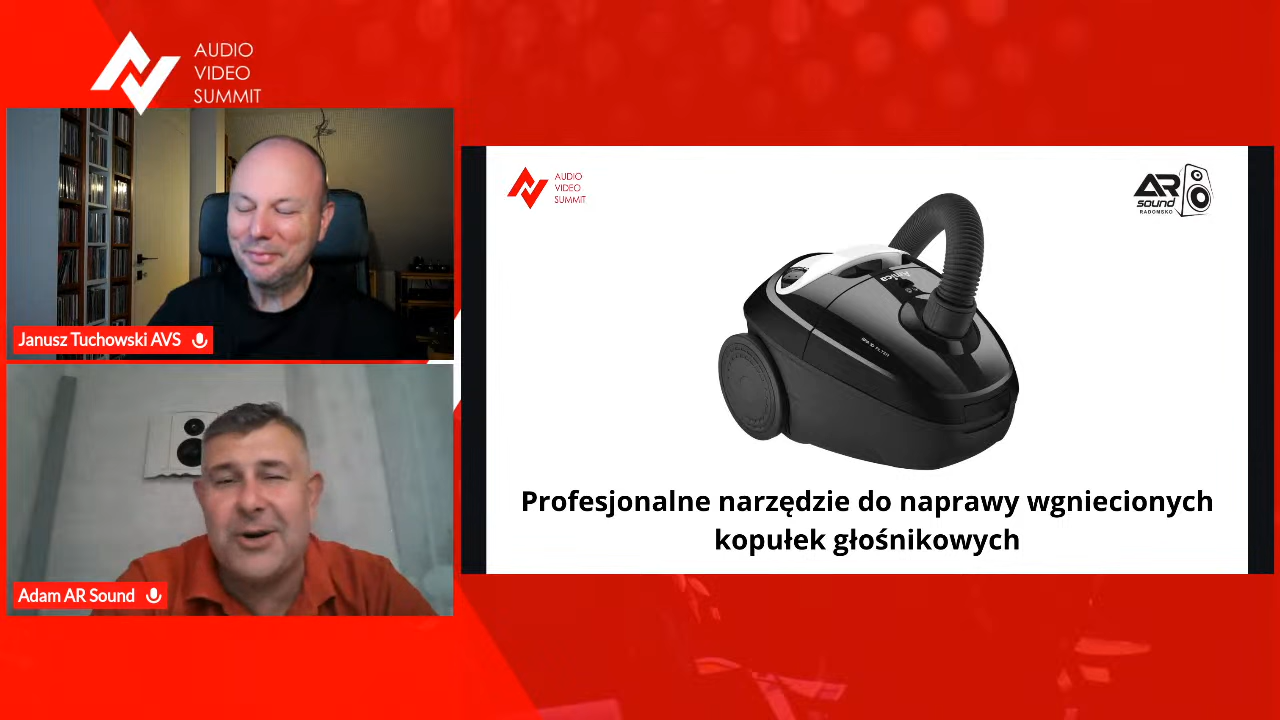 AUDIO
VIDEO
SUMMIT
Janusz Tuchowski AVS
Adam AR Sound
AUDIO
VIDEO
SUMMIT
AR
sound
RADOMSKO
Amica
Profesjonalne narzędzie do naprawy wgniecionych
kopułek głośnikowych